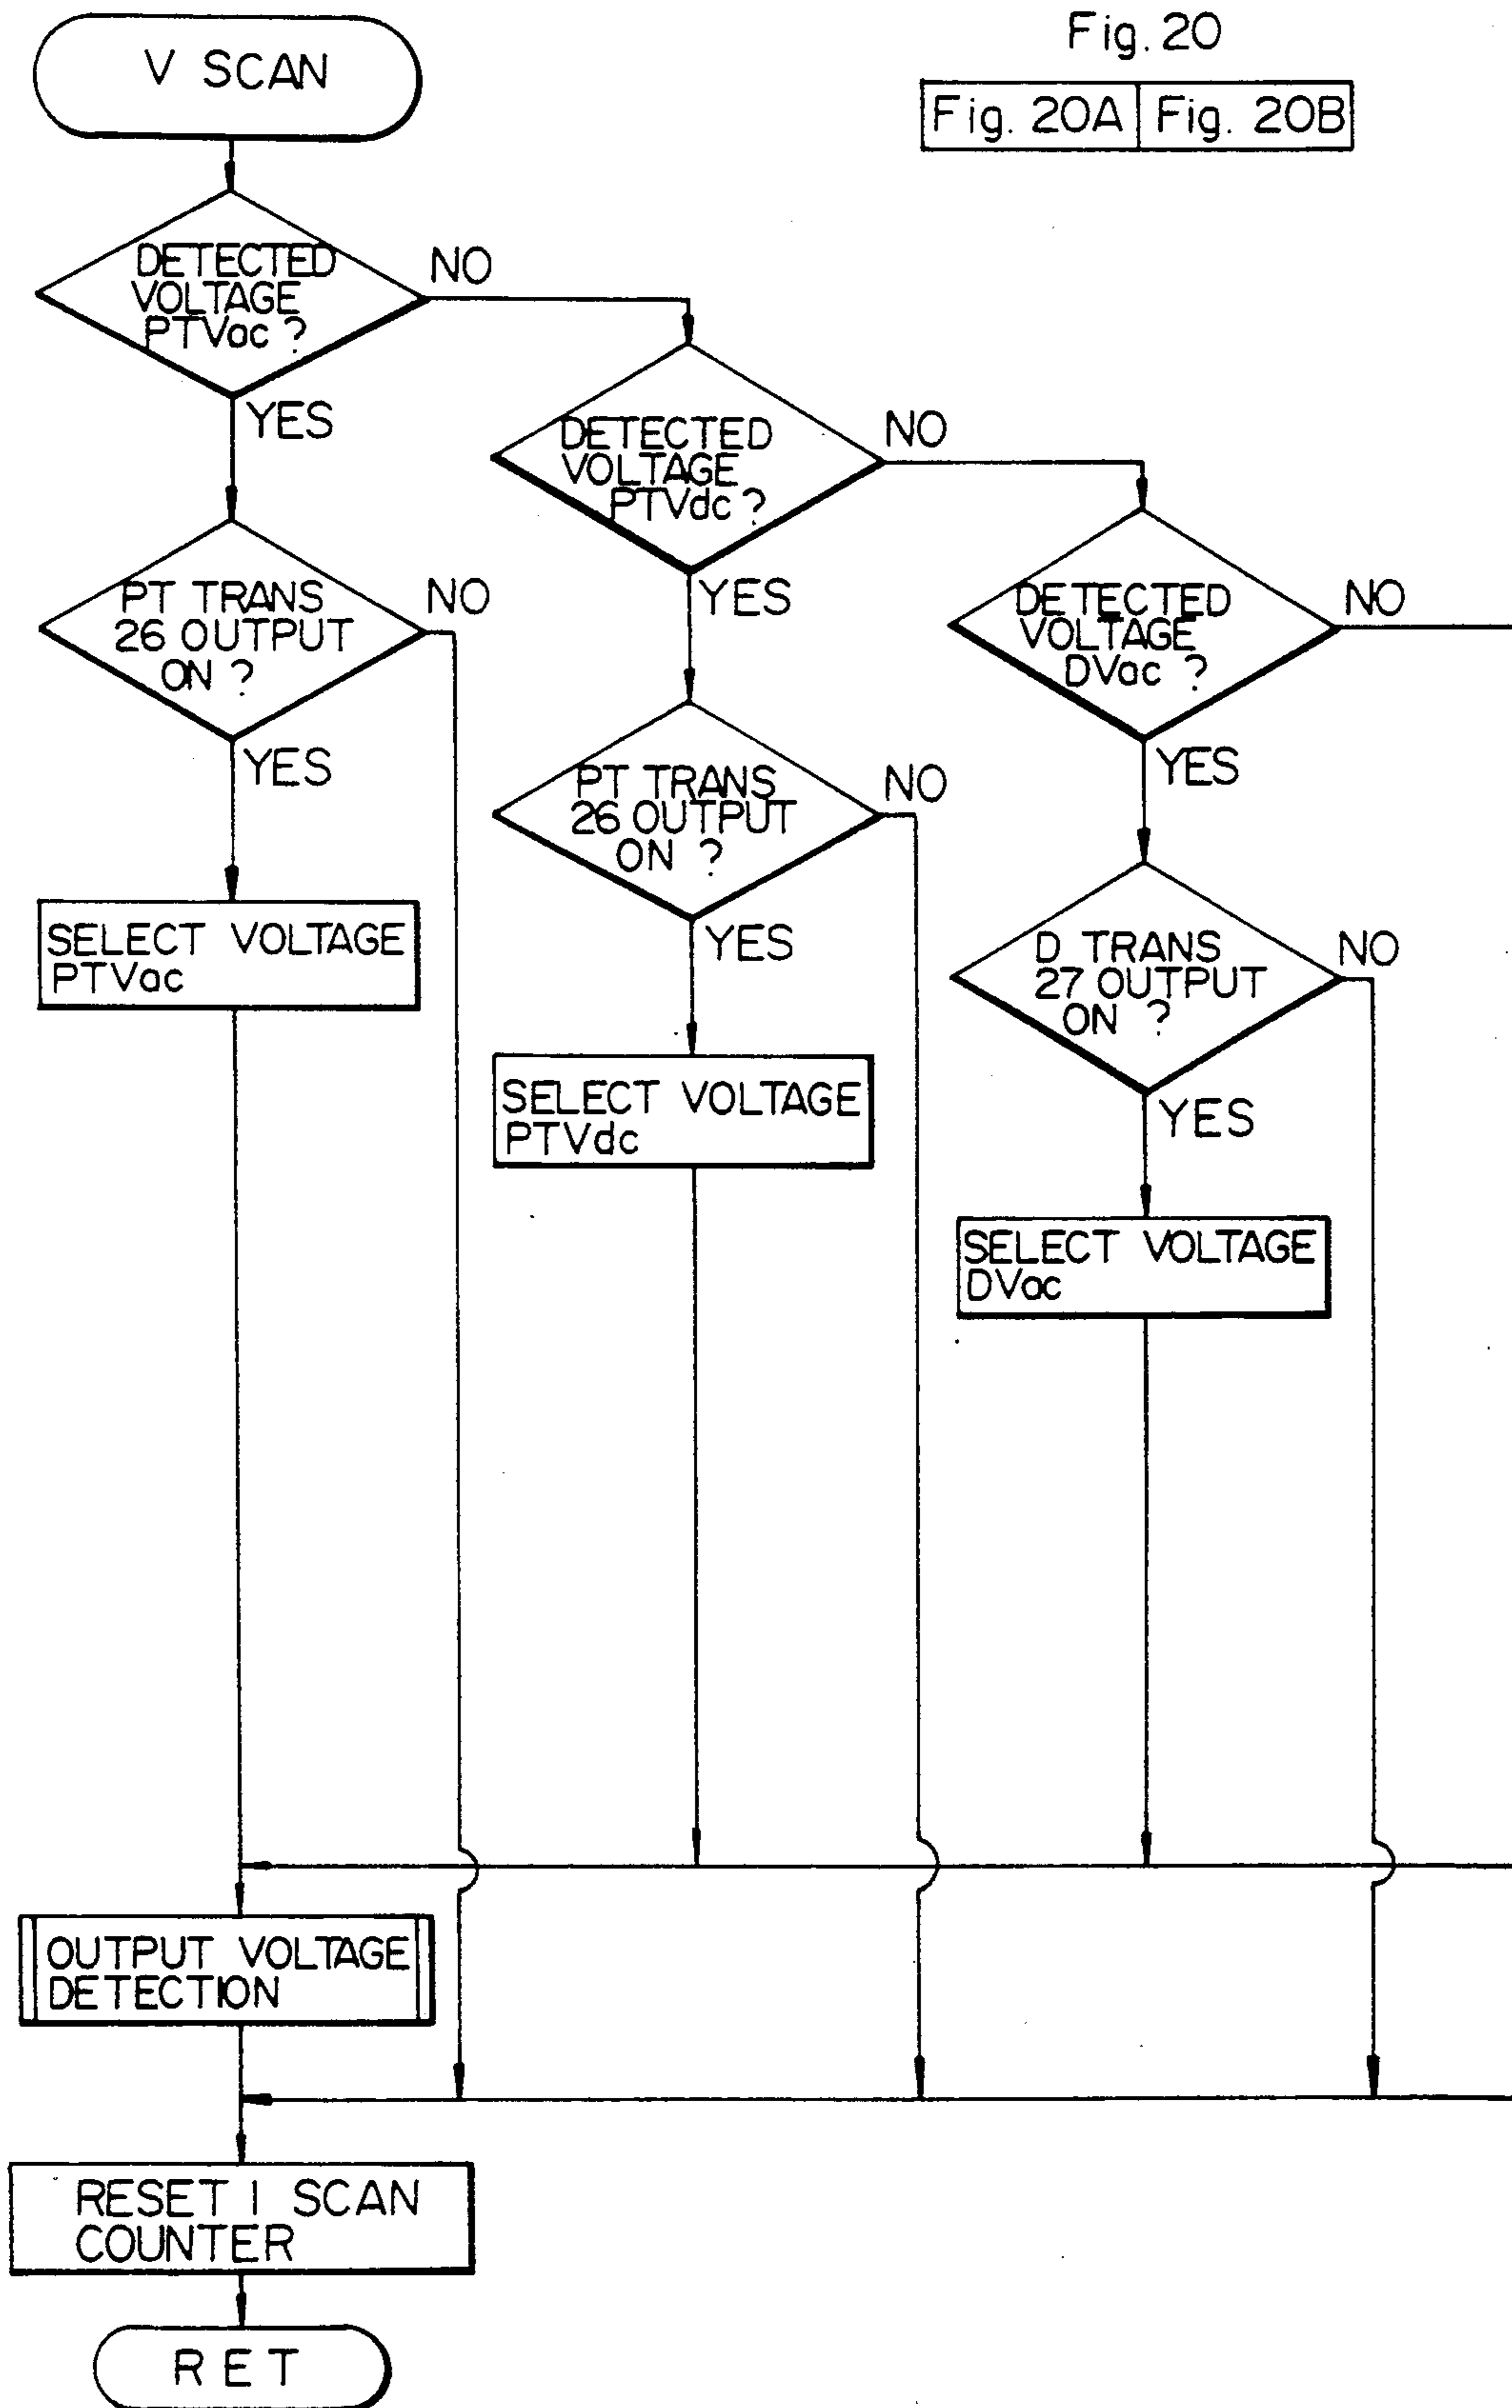 Fig. 20
Fig. 20A Fig. 20B
V SCAN
DETECTED
VOLTAGE
PTVac ?
NO
YES
PT TRANS
26 OUTPUT
ON ?
NO
YES
SELECT VOLTAGE
PTVac
DETECTED
VOLTAGE
PTVdc ?
NO
YES
PT TRANS
26 OUTPUT
ON ?
NO
YES
SELECT VOLTAGE
PTVdc
DETECTED
VOLTAGE
DVac ?
NO
YES
D TRANS
27 OUTPUT
ON ?
NO
YES
SELECT VOLTAGE
DVac
OUTPUT VOLTAGE
DETECTION
RESET I SCAN
COUNTER
RET